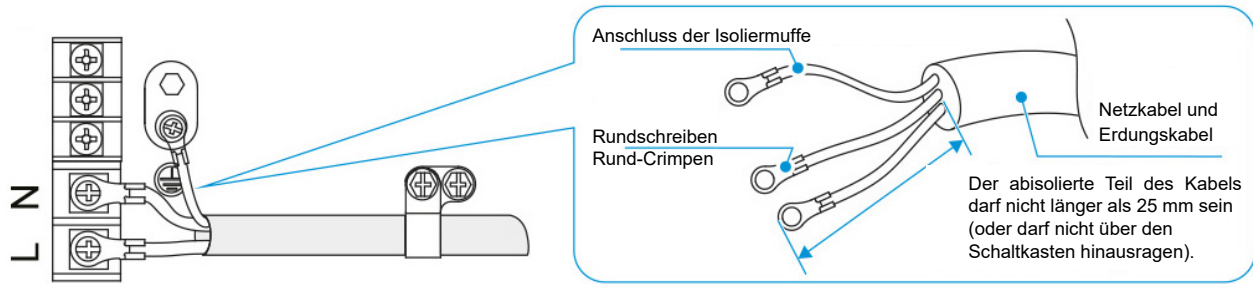 N
L
Anschluss der Isoliermuffe
Rundschreiben
Rund-Crimpen
Netzkabel und
Erdungskabel
Der abisolierte Teil des Kabels
darf nicht länger als 25 mm sein
(oder darf nicht über den
Schaltkasten hinausragen).